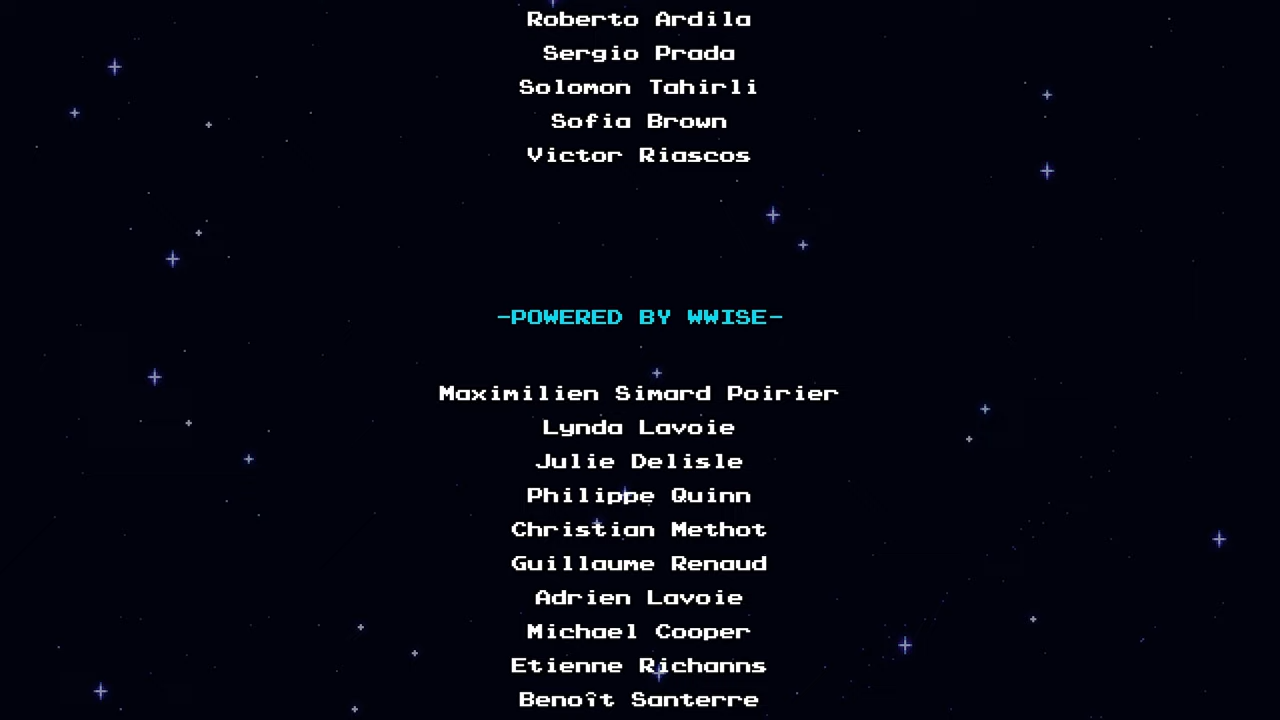 Roberto Ardila
Sergio Prada
Solomon Tahirli
Sofia Brown
Victor Riascos
-POWERED BY WWISE-
Maximilien Simard Poirier
Lynda Lavoie
Julie Delisle
Philippe Quinn
Christian Methot
Guillaume Renaud
Adrien Lavoie
Michael Cooper
Etienne Richanns
Benoît Santerre